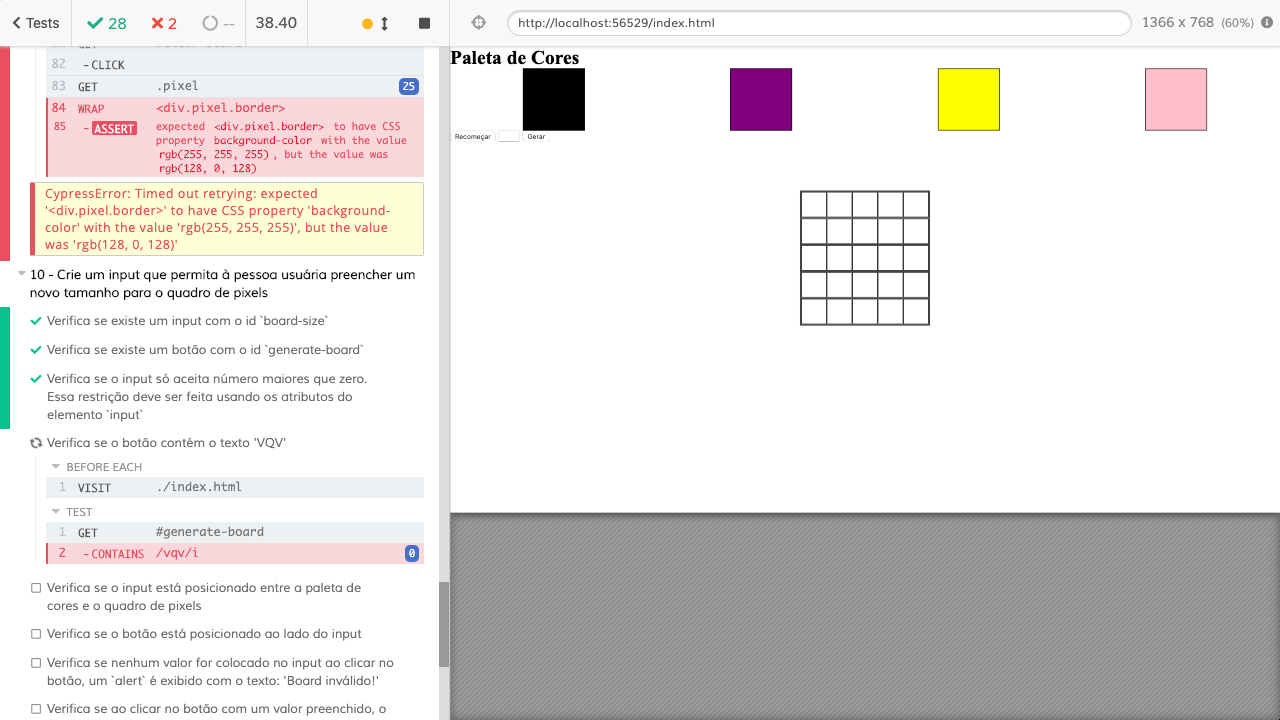 Tests
28
2
--
38.40
http://localhost:56529/index.html
1366 x 768 (60%)
82 - CLICK
83 GET .pixel 25
84 WRAP <div.pixel.border>
85 - ASSERT expected <div.pixel.border> to have CSS
property background-color with the value
rgb(255, 255, 255), but the value was
rgb(128, 0, 128)
CypressError: Timed out retrying: expected
'<div.pixel.border>' to have CSS property 'background-
color' with the value 'rgb(255, 255, 255)', but the value
was 'rgb(128, 0, 128)'
10 - Crie um input que permita à pessoa usuária preencher um
novo tamanho para o quadro de pixels
Verifica se existe um input com o id `board-size`
Verifica se existe um botão com o id `generate-board`
Verifica se o input só aceita número maiores que zero.
Essa restrição deve ser feita usando os atributos do
elemento `input`
Verifica se o botão contém o texto 'VQV'
BEFORE EACH
1 VISIT ./index.html
TEST
1 GET #generate-board
2 - CONTAINS /vqv/i 0
Verifica se o input está posicionado entre a paleta de
cores e o quadro de pixels
Verifica se o botão está posicionado ao lado do input
Verifica se nenhum valor for colocado no input ao clicar no
botão, um `alert` é exibido com o texto: 'Board inválido!'
Verifica se ao clicar no botão com um valor preenchido, o
Paleta de Cores
Recomeçar
Gerar